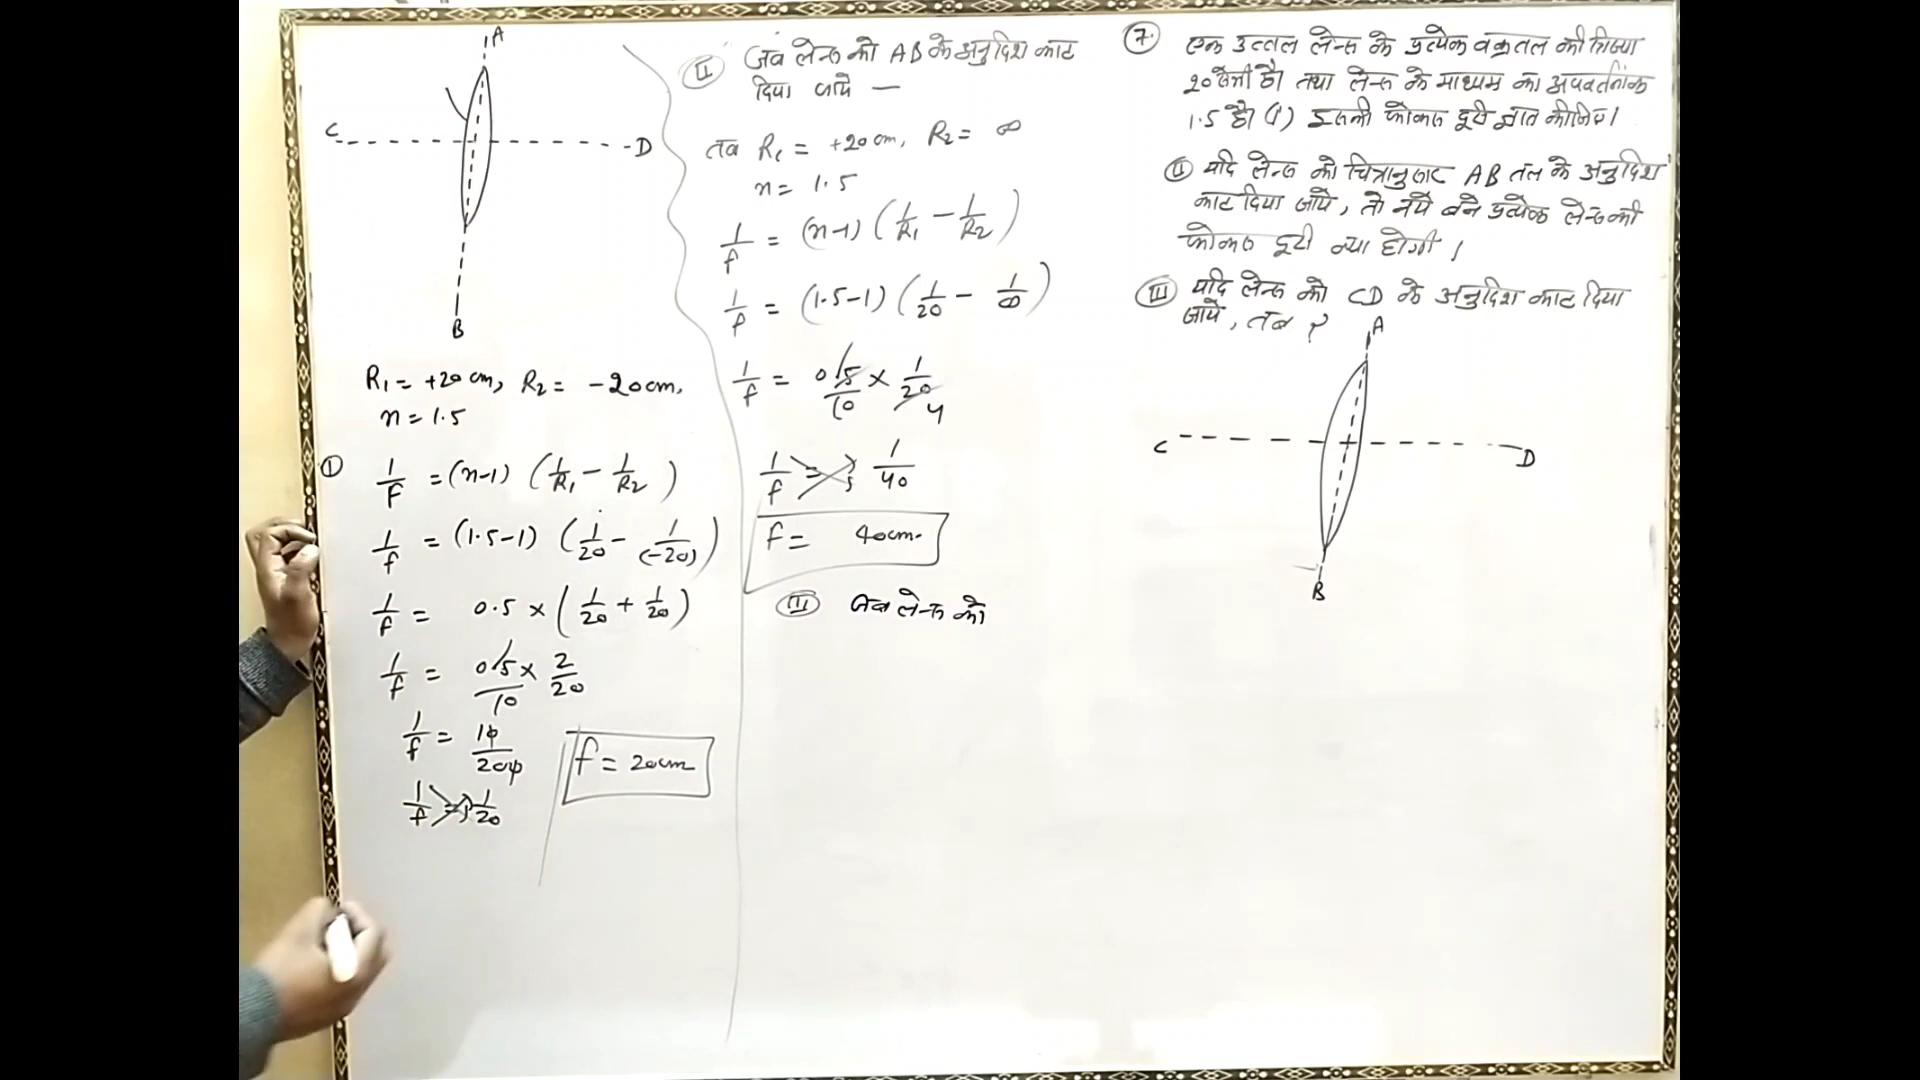 A
C
D
B
R₁ = +20 cm, R₂ = -20cm,
n = 1.5
I 1/F = (n-1) (1/R₁ - 1/R₂)
1/f = (1.5-1) (1/20 - 1/(-20))
1/f = 0.5 × (1/20 + 1/20)
1/f = 05/10 × 2/20
1/f = 10/200
1/f = 1/20
f = 20cm
II जब लेन्स को AB के अनुदिश काट
दिया जाये —
तब R₁ = +20 cm, R₂ = ∞
n = 1.5
1/f = (n-1) (1/R₁ - 1/R₂)
1/f = (1.5-1) (1/20 - 1/∞)
1/f = 05/10 × 1/20 4
1/f = 1/40
f = 40cm.
III जब लेन्स को
7. एक उत्तल लेन्स के प्रत्येक वक्रतल की त्रिज्या
20 सेमी है। तथा लेन्स के माध्यम का अपवर्तनांक
1.5 है। (i) इसकी फोकस दूरी ज्ञात कीजिए।
II यदि लेन्स को चित्रानुसार AB तल के अनुदिश
काट दिया जाये, तो नये बने प्रत्येक लेन्स की
फोकस दूरी क्या होगी।
III यदि लेन्स को CD के अनुदिश काट दिया
जाये, तब ?
A
C
D
B